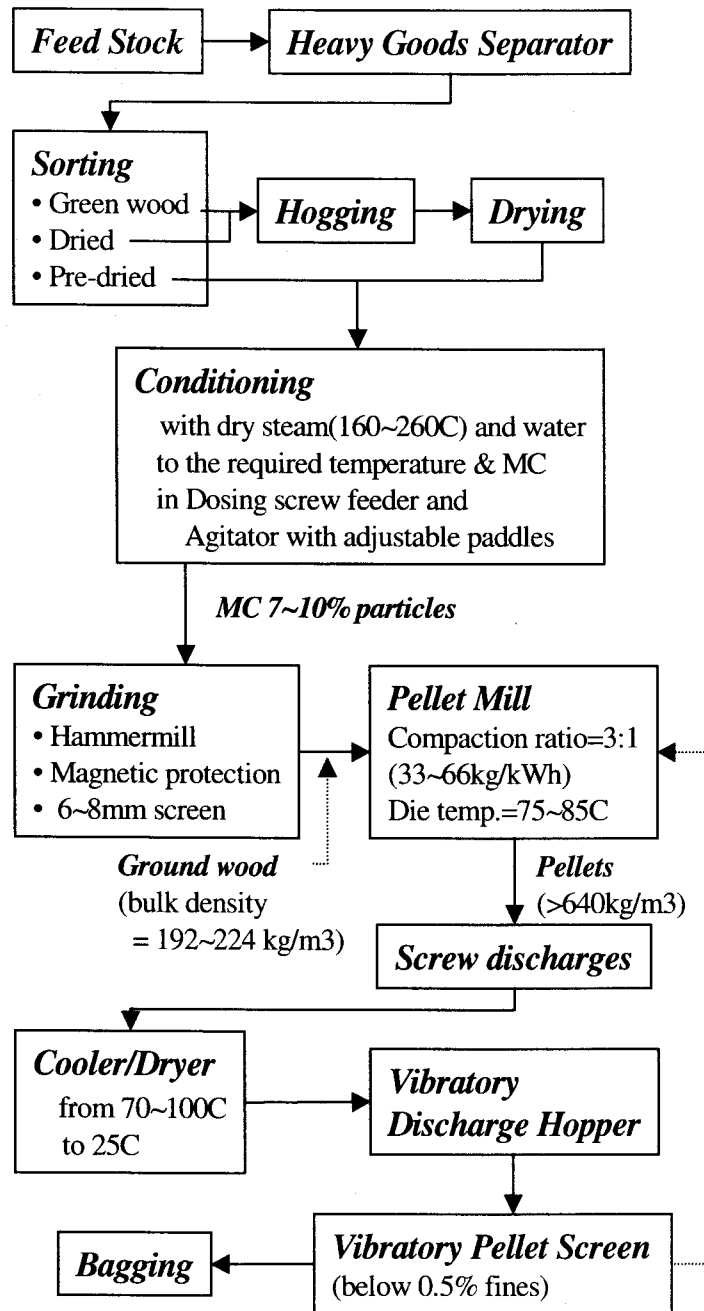 Feed Stock
Heavy Goods Separator
Sorting
• Green wood
• Dried
• Pre-dried
Hogging
Drying
Conditioning
with dry steam(160~260C) and water
to the required temperature & MC
in Dosing screw feeder and
Agitator with adjustable paddles
MC 7~10% particles
Grinding
• Hammermill
• Magnetic protection
• 6~8mm screen
Pellet Mill
Compaction ratio=3:1
(33~66kg/kWh)
Die temp.=75~85C
Ground wood
(bulk density
= 192~224 kg/m3)
Pellets
(>640kg/m3)
Screw discharges
Cooler/Dryer
from 70~100C
to 25C
Vibratory
Discharge Hopper
Bagging
Vibratory Pellet Screen
(below 0.5% fines)